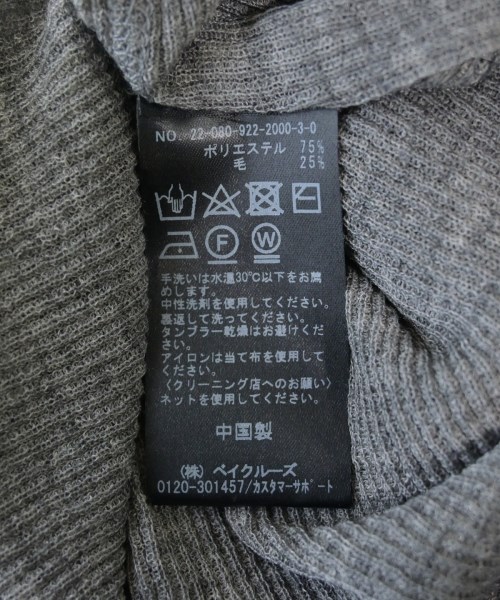 NO. 22-080-922-2000-3-0
ポリエステル 75%
毛 25%
F W
手洗いは水温30℃以下をお薦
めします。
中性洗剤を使用してください。
裏返して洗ってください。
タンブラー乾燥はお避けくだ
さい。
アイロンは当て布を使用して
ください。
〈クリーニング店へのお願い〉
ネットを使用してください。
中国製
(株) ベイクルーズ
0120-301457/カスタマーサポート